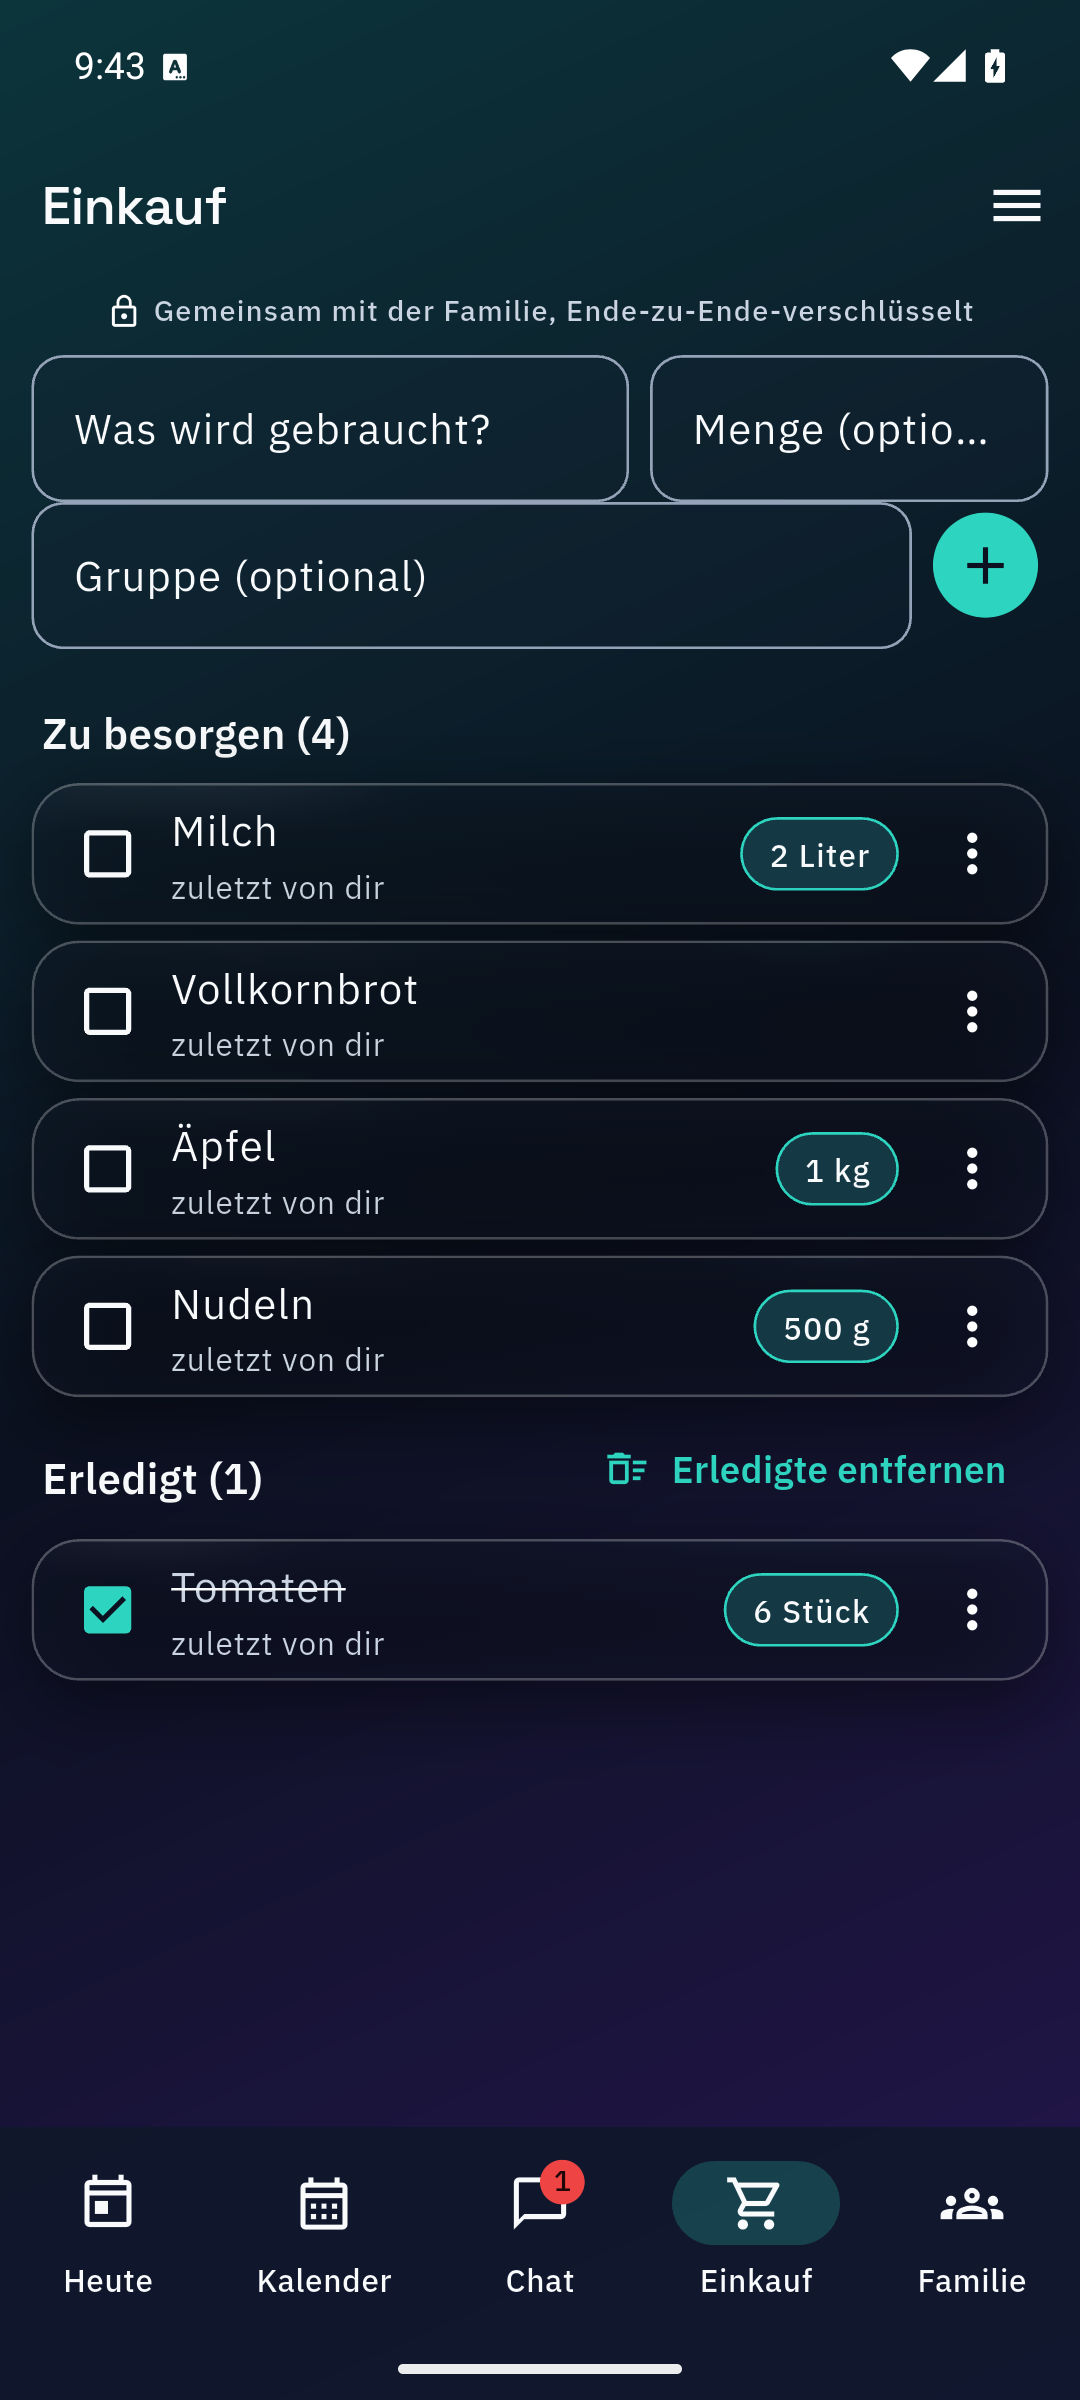 9:43
Einkauf
Gemeinsam mit der Familie, Ende-zu-Ende-verschlüsselt
Was wird gebraucht?
Menge (optio...
Gruppe (optional)
Zu besorgen (4)
Milch
zuletzt von dir
2 Liter
Vollkornbrot
zuletzt von dir
Äpfel
zuletzt von dir
1 kg
Nudeln
zuletzt von dir
500 g
Erledigt (1)
Erledigte entfernen
Tomaten
zuletzt von dir
6 Stück
1
Heute
Kalender
Chat
Einkauf
Familie